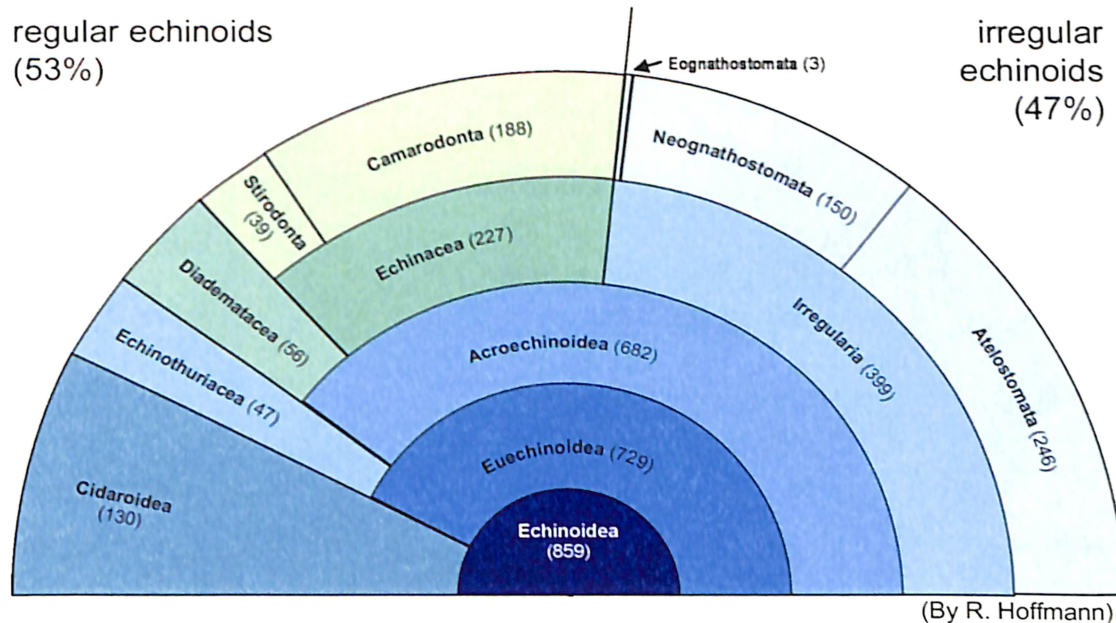 regular echinoids
(53%)
irregular
echinoids
(47%)
Eognathostomata (3)
Camarodonta (188)
Neognathostomata (150)
Stirodonta
(39)
Echinacea (227)
Diadematacea (56)
Irregularia (399)
Atelostomata (246)
Echinothuriacea (47)
Acroechinoidea (682)
Euechinoidea (729)
Cidaroidea
(130)
Echinoidea
(859)
(By R. Hoffmann)